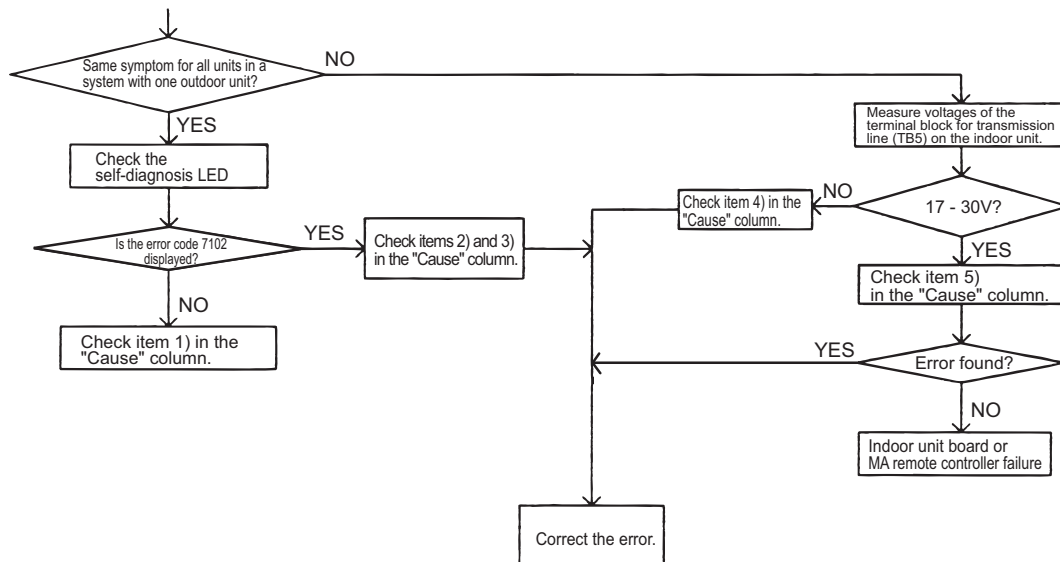 Same symptom for all units in a
system with one outdoor unit?
NO
YES
Check the
self-diagnosis LED
Is the error code 7102
displayed?
YES
NO
Check items 2) and 3)
in the "Cause" column.
Check item 1) in the
"Cause" column.
Measure voltages of the
terminal block for transmission
line (TB5) on the indoor unit.
17 - 30V?
NO
Check item 4) in the
"Cause" column.
YES
Check item 5)
in the "Cause" column.
Error found?
YES
NO
Indoor unit board or
MA remote controller failure
Correct the error.